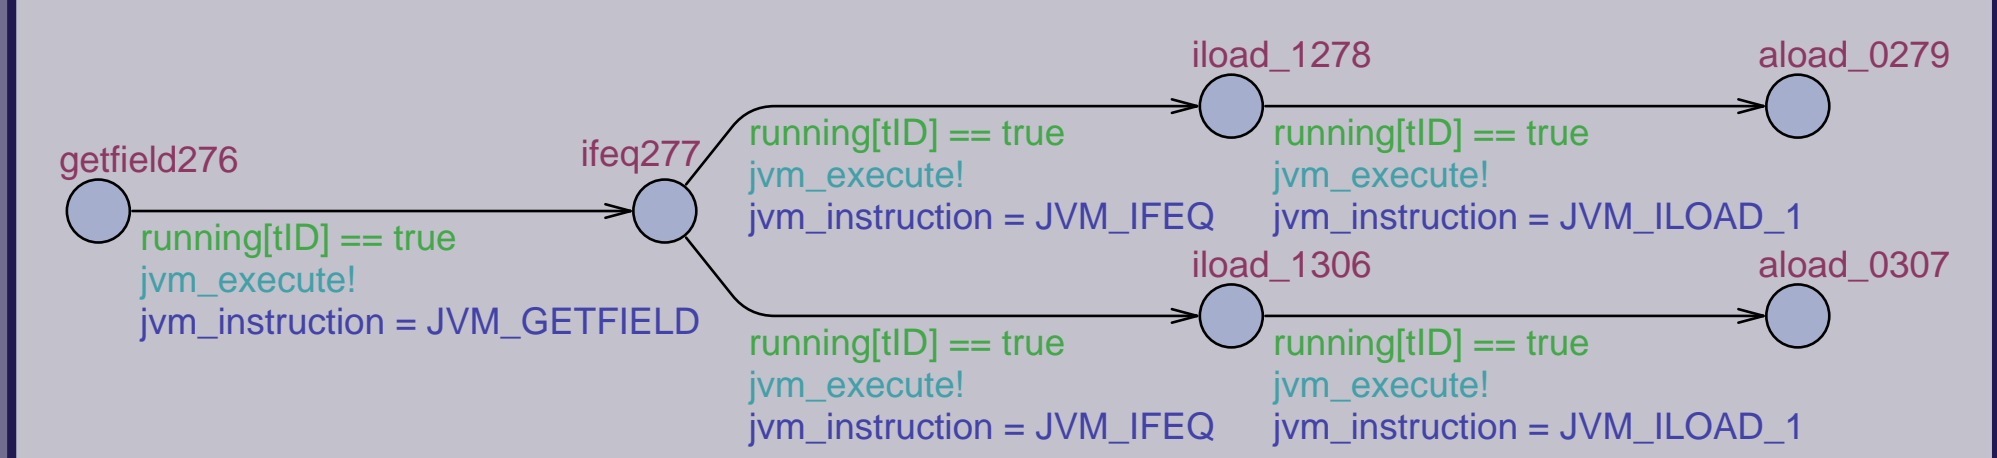 iload_1278
aload_0279
getfield276
ifeq277
running[tID] == true
jvm_execute!
jvm_instruction = JVM_IFEQ
running[tID] == true
jvm_execute!
jvm_instruction = JVM_ILOAD_1
running[tID] == true
jvm_execute!
jvm_instruction = JVM_GETFIELD
iload_1306
aload_0307
running[tID] == true
jvm_execute!
jvm_instruction = JVM_IFEQ
running[tID] == true
jvm_execute!
jvm_instruction = JVM_ILOAD_1